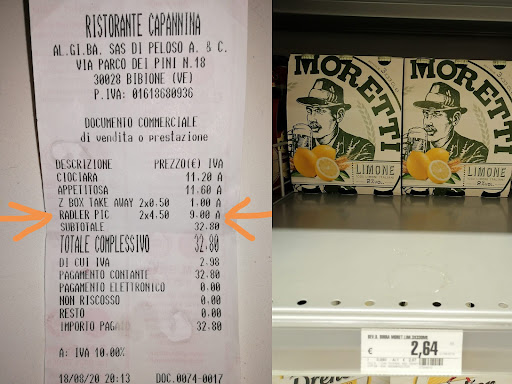 RISTORANTE CAPANNINA
AL.GI.BA. SAS DI PELOSO A. & C.
VIA PARCO DEI PINI N.18
30028 BIBIONE (VE)
P.IVA: 01618680936
DOCUMENTO COMMERCIALE
di vendita o prestazione
DESCRIZIONE PREZZO(€) IVA
CIOCIARA 11.20 A
APPETITOSA 11.60 A
Z BOX TAKE AWAY 2x0.50 1.00 A
RADLER PIC 2x4.50 9.00 A
SUBTOTALE 32.80
TOTALE COMPLESSIVO 32.80
DI CUI IVA 2.98
PAGAMENTO CONTANTE 32.80
PAGAMENTO ELETTRONICO 0.00
NON RISCOSSO 0.00
RESTO 0.00
IMPORTO PAGATO 32.80
A: IVA 10.00%
18/08/20 20:13 DOC.0074-0017
MORETTI
LIMONE
MORETTI
LIMONE
€ 2,64